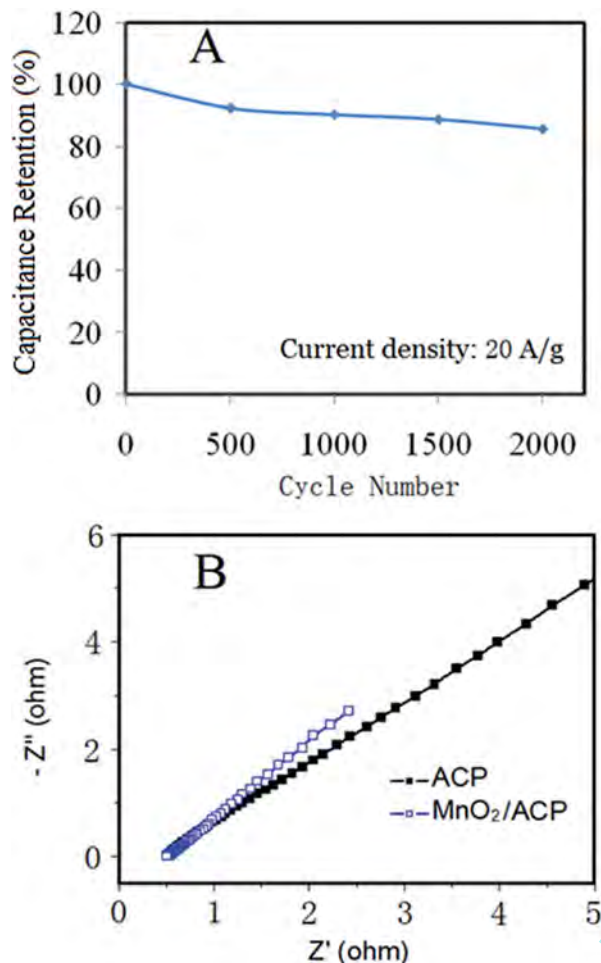 A
Capacitance Retention (%)
120
100
80
60
40
20
0
Current density: 20 A/g
0 500 1000 1500 2000
Cycle Number
B
- Z" (ohm)
6
4
2
0
ACP
MnO₂/ACP
0 1 2 3 4 5
Z' (ohm)